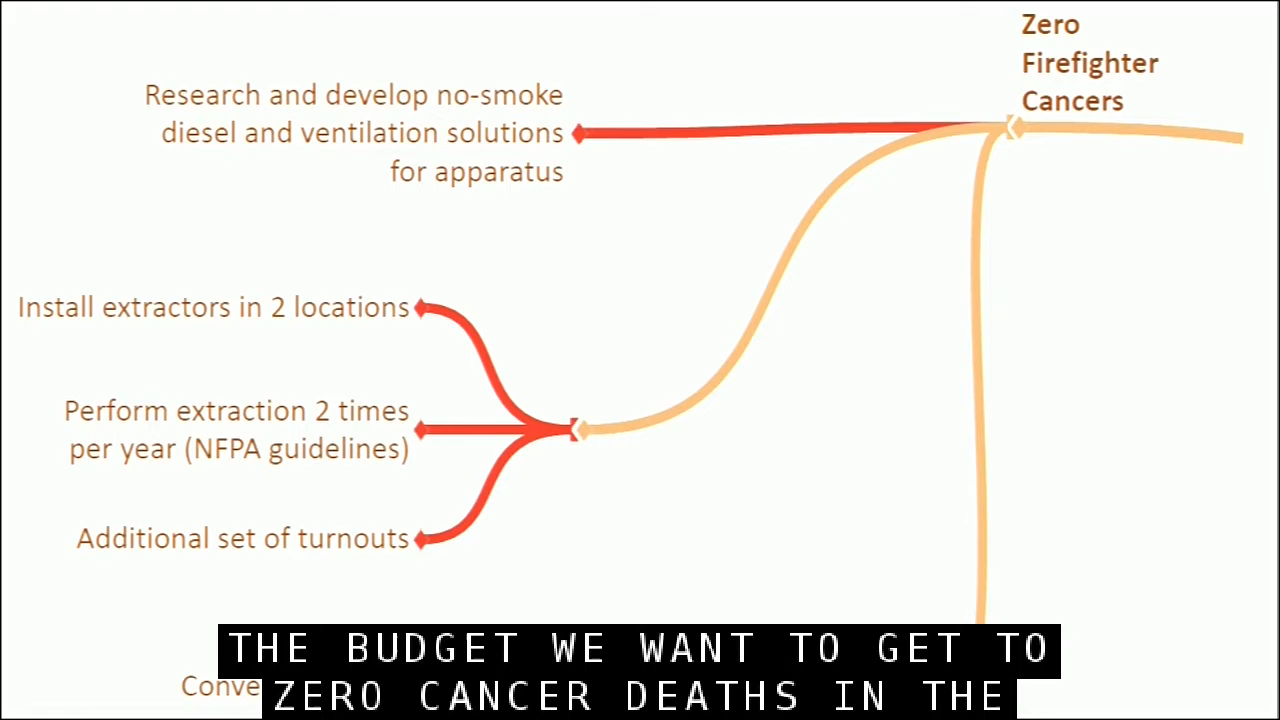 Zero
Firefighter
Cancers
Research and develop no-smoke
diesel and ventilation solutions
for apparatus
Install extractors in 2 locations
Perform extraction 2 times
per year (NFPA guidelines)
Additional set of turnouts
THE BUDGET WE WANT TO GET TO
ZERO CANCER DEATHS IN THE